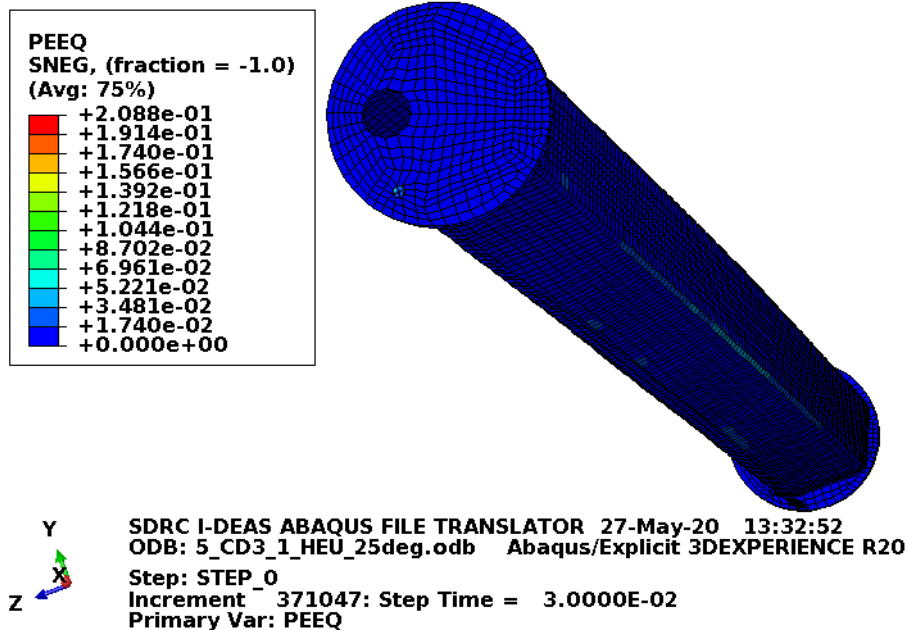 PEEQ
SNEG, (fraction = -1.0)
(Avg: 75%)
+2.088e-01
+1.914e-01
+1.740e-01
+1.566e-01
+1.392e-01
+1.218e-01
+1.044e-01
+8.702e-02
+6.961e-02
+5.221e-02
+3.481e-02
+1.740e-02
+0.000e+00
Y
X
Z
SDRC I-DEAS ABAQUS FILE TRANSLATOR 27-May-20 13:32:52
ODB: 5_CD3_1_HEU_25deg.odb Abaqus/Explicit 3DEXPERIENCE R20
Step: STEP_0
Increment 371047: Step Time = 3.0000E-02
Primary Var: PEEQ